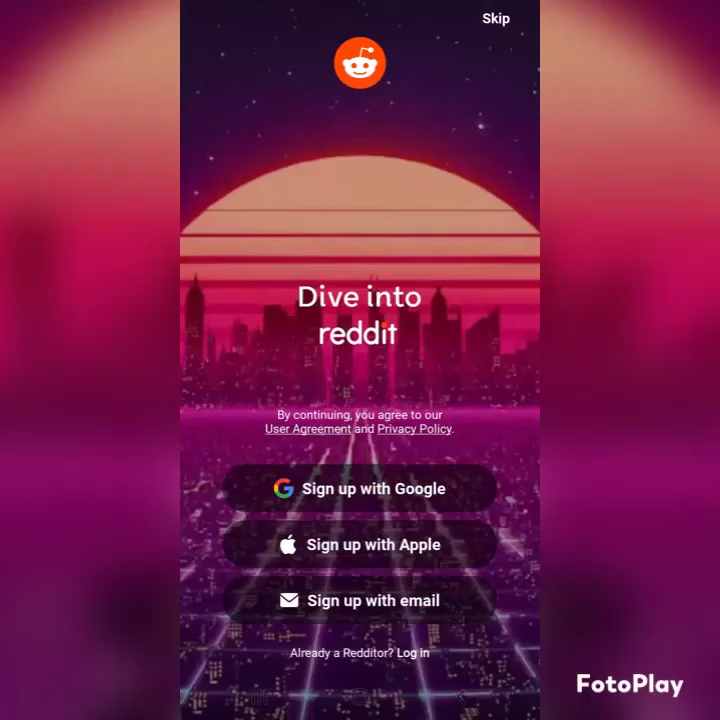 Skip
Dive into
reddit
By continuing, you agree to our
User Agreement and Privacy Policy.
Sign up with Google
Sign up with Apple
Sign up with email
Already a Redditor? Log in
FotoPlay